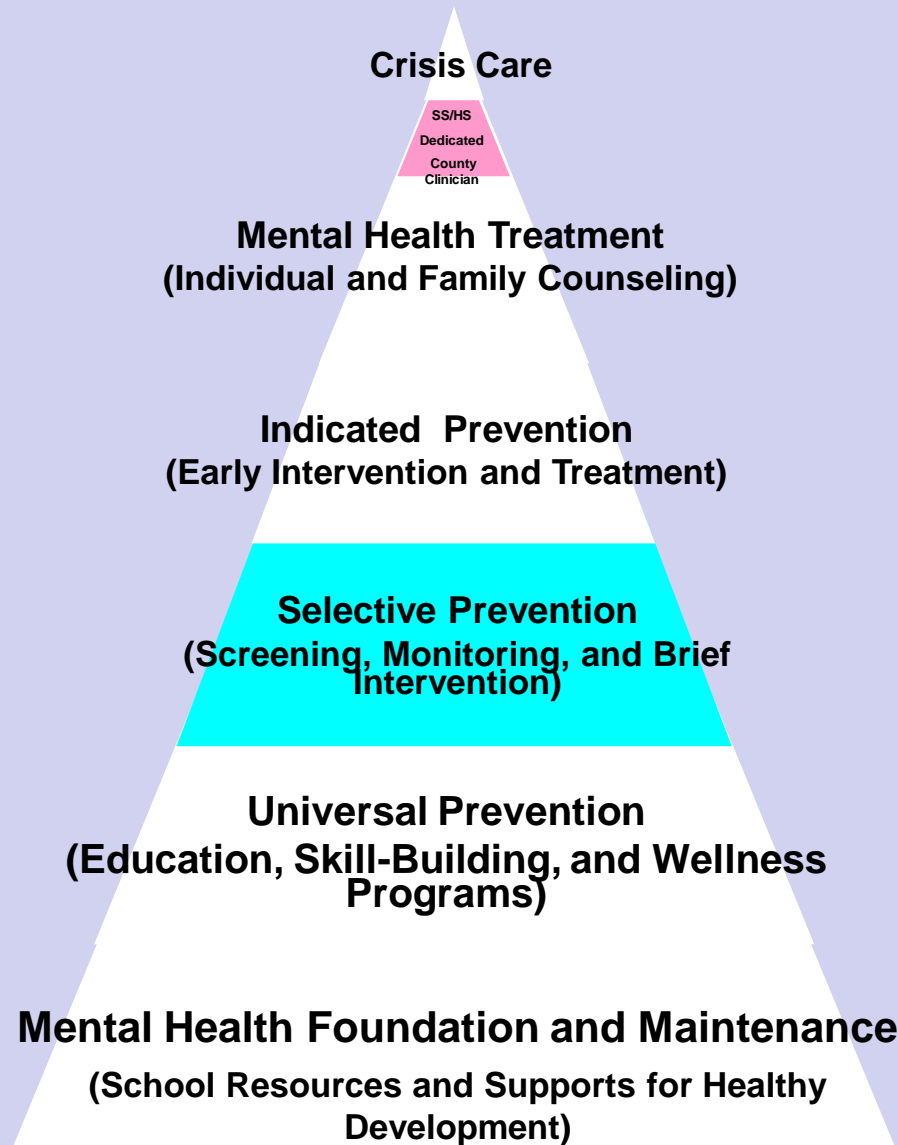 Crisis Care
SS/HS
Dedicated
County
Clinician
Mental Health Treatment
(Individual and Family Counseling)
Indicated Prevention
(Early Intervention and Treatment)
Selective Prevention
(Screening, Monitoring, and Brief
Intervention)
Universal Prevention
(Education, Skill-Building, and Wellness
Programs)
Mental Health Foundation and Maintenance
(School Resources and Supports for Healthy
Development)